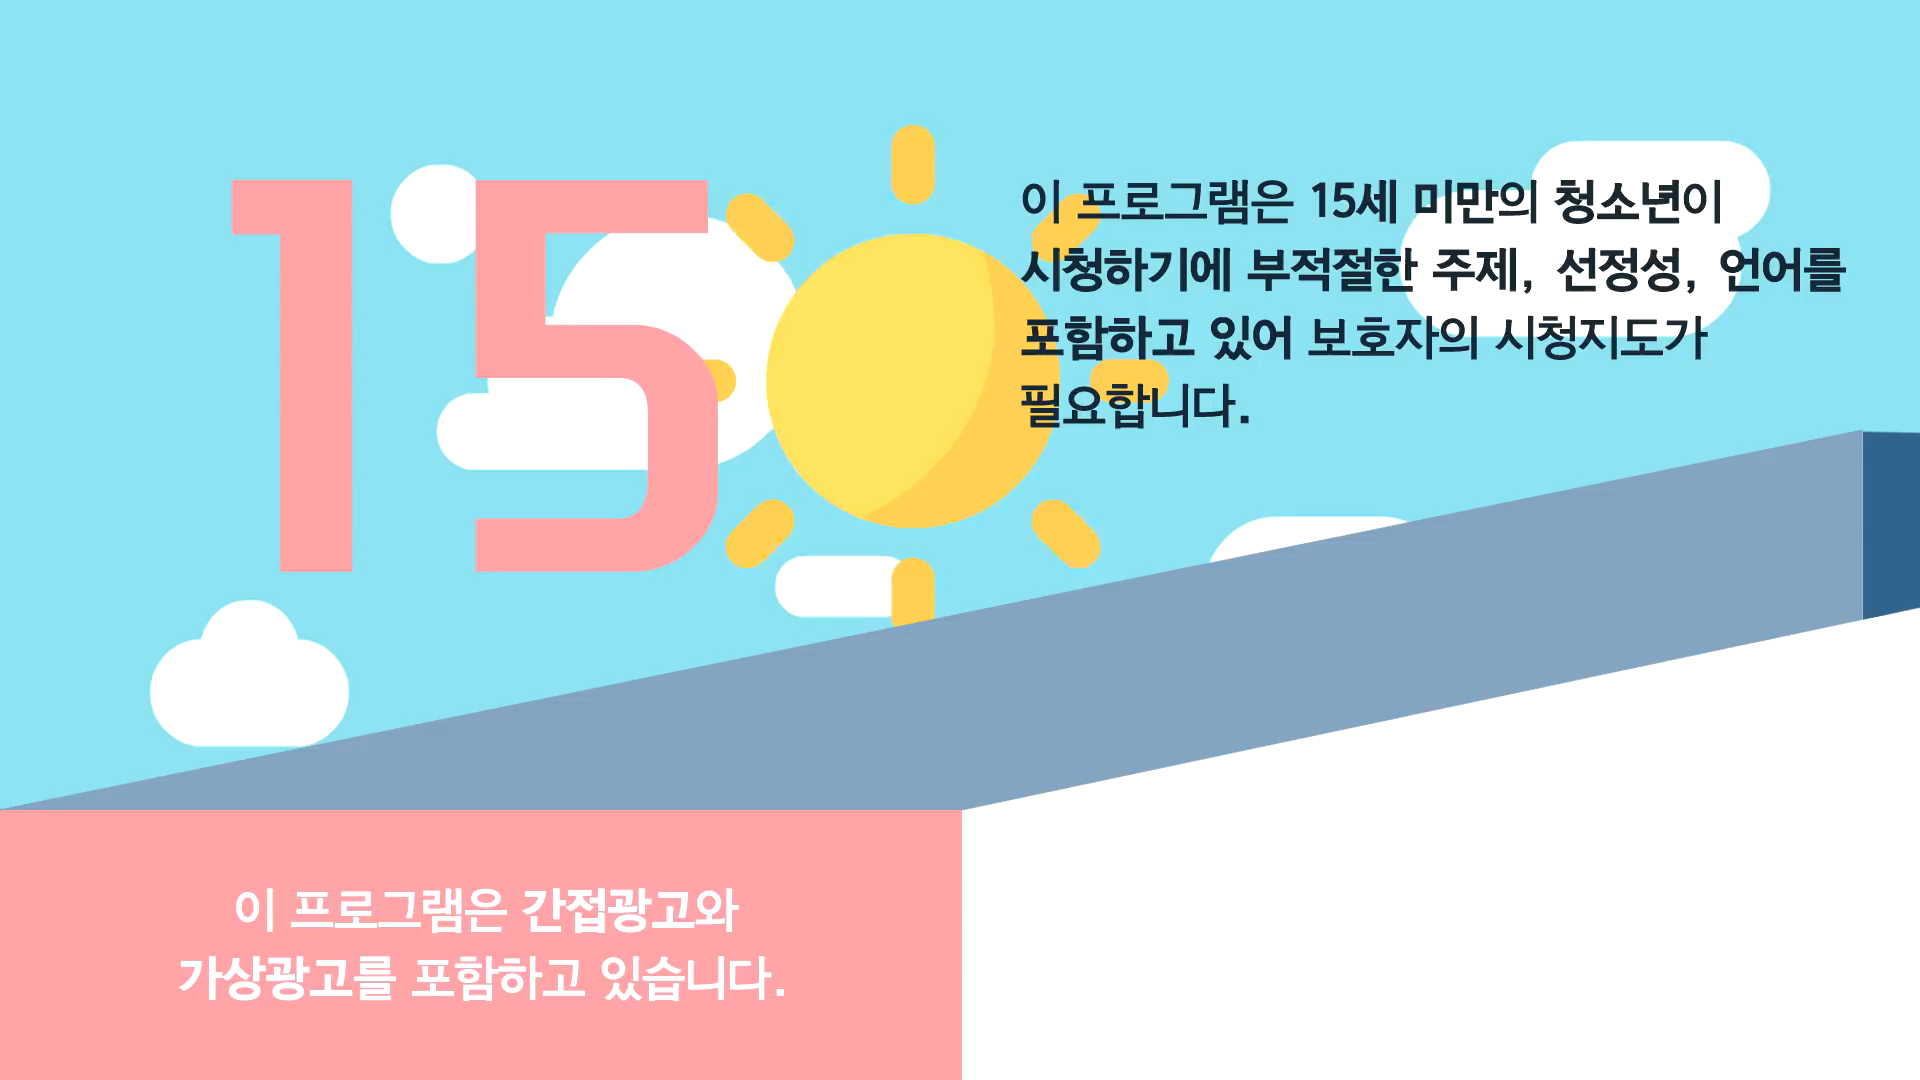 15
이 프로그램은 15세 미만의 청소년이
시청하기에 부적절한 주제, 선정성, 언어를
포함하고 있어 보호자의 시청지도가
필요합니다.
이 프로그램은 간접광고와
가상광고를 포함하고 있습니다.